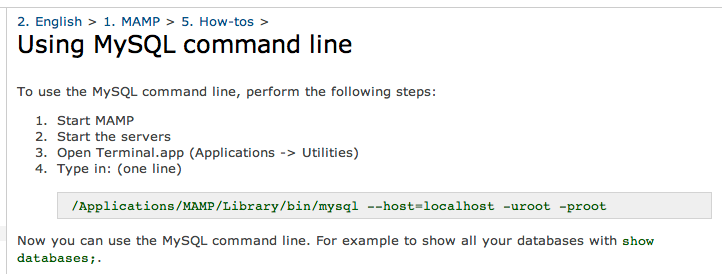 2. English > 1. MAMP > 5. How-tos >
Using MySQL command line
To use the MySQL command line, perform the following steps:
1. Start MAMP
2. Start the servers
3. Open Terminal.app (Applications -> Utilities)
4. Type in: (one line)
/Applications/MAMP/Library/bin/mysql --host=localhost -uroot -proot
Now you can use the MySQL command line. For example to show all your databases with show
databases;.